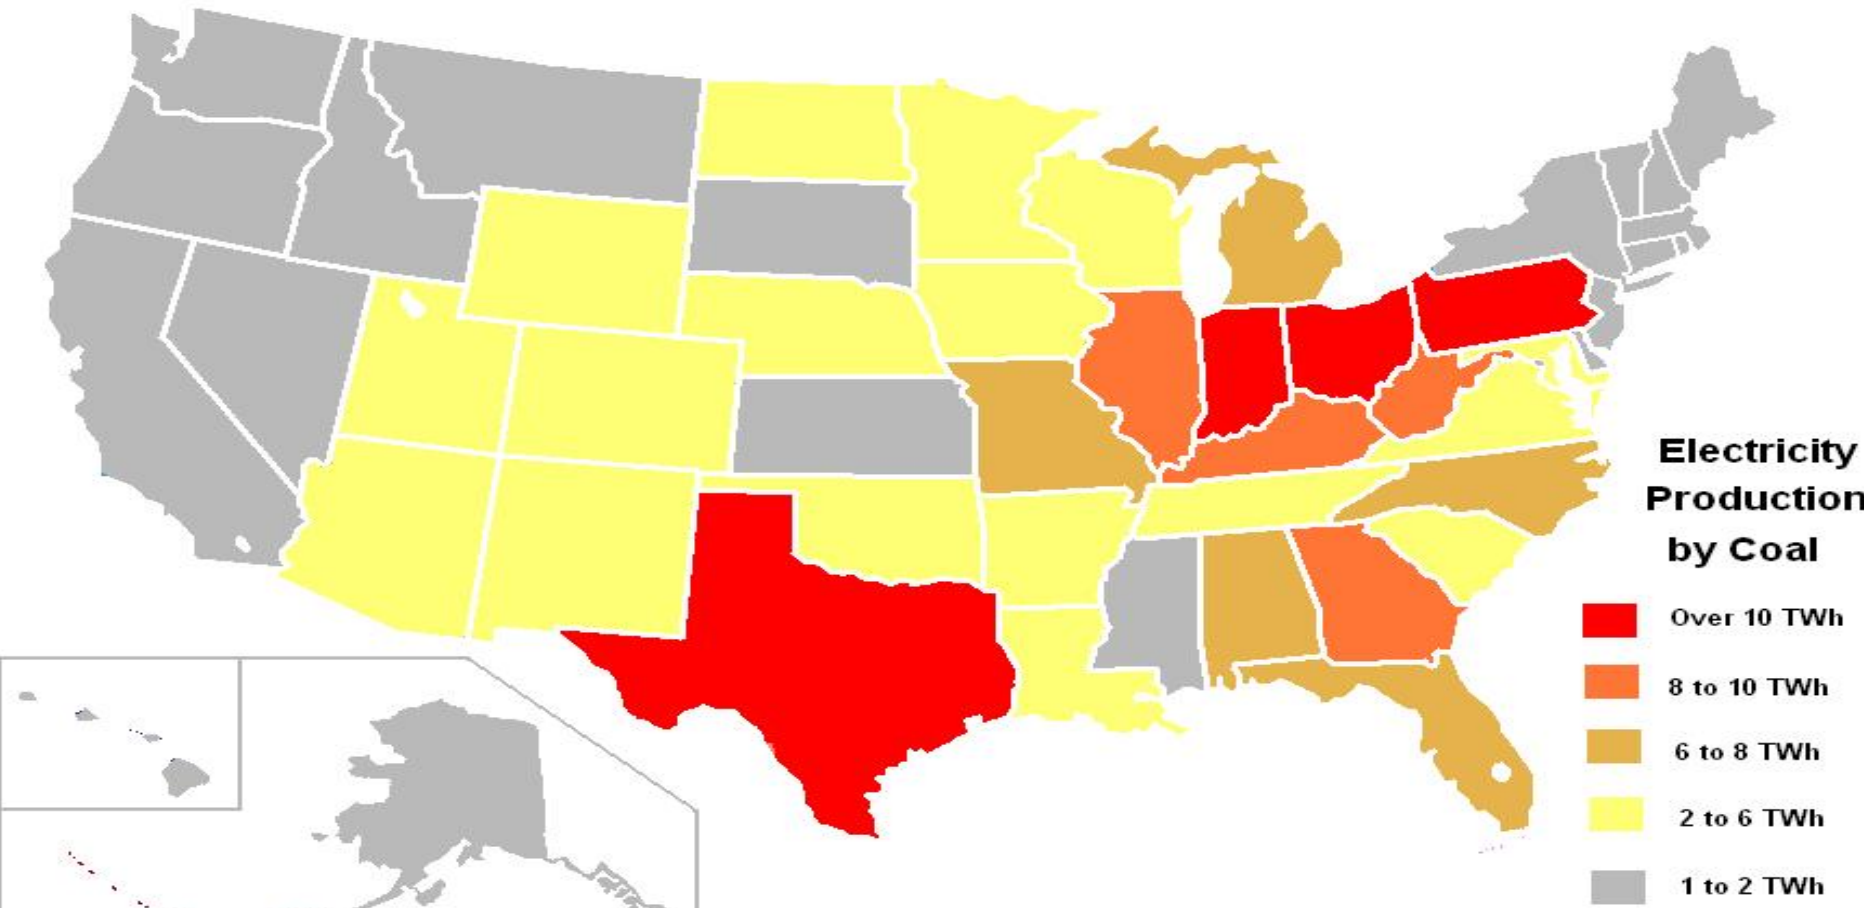 Electricity
Production
by Coal
Over 10 TWh
8 to 10 TWh
6 to 8 TWh
2 to 6 TWh
1 to 2 TWh